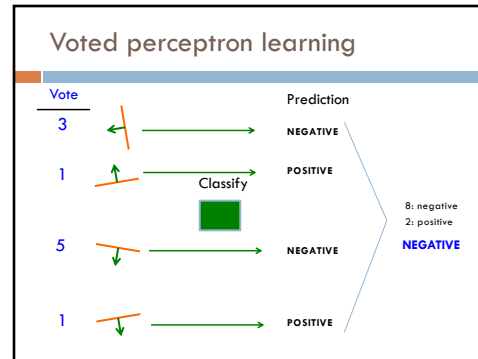 Voted perceptron learning
Vote
Prediction
3
NEGATIVE
1
POSITIVE
Classify
8: negative
2: positive
5
NEGATIVE
NEGATIVE
1
POSITIVE